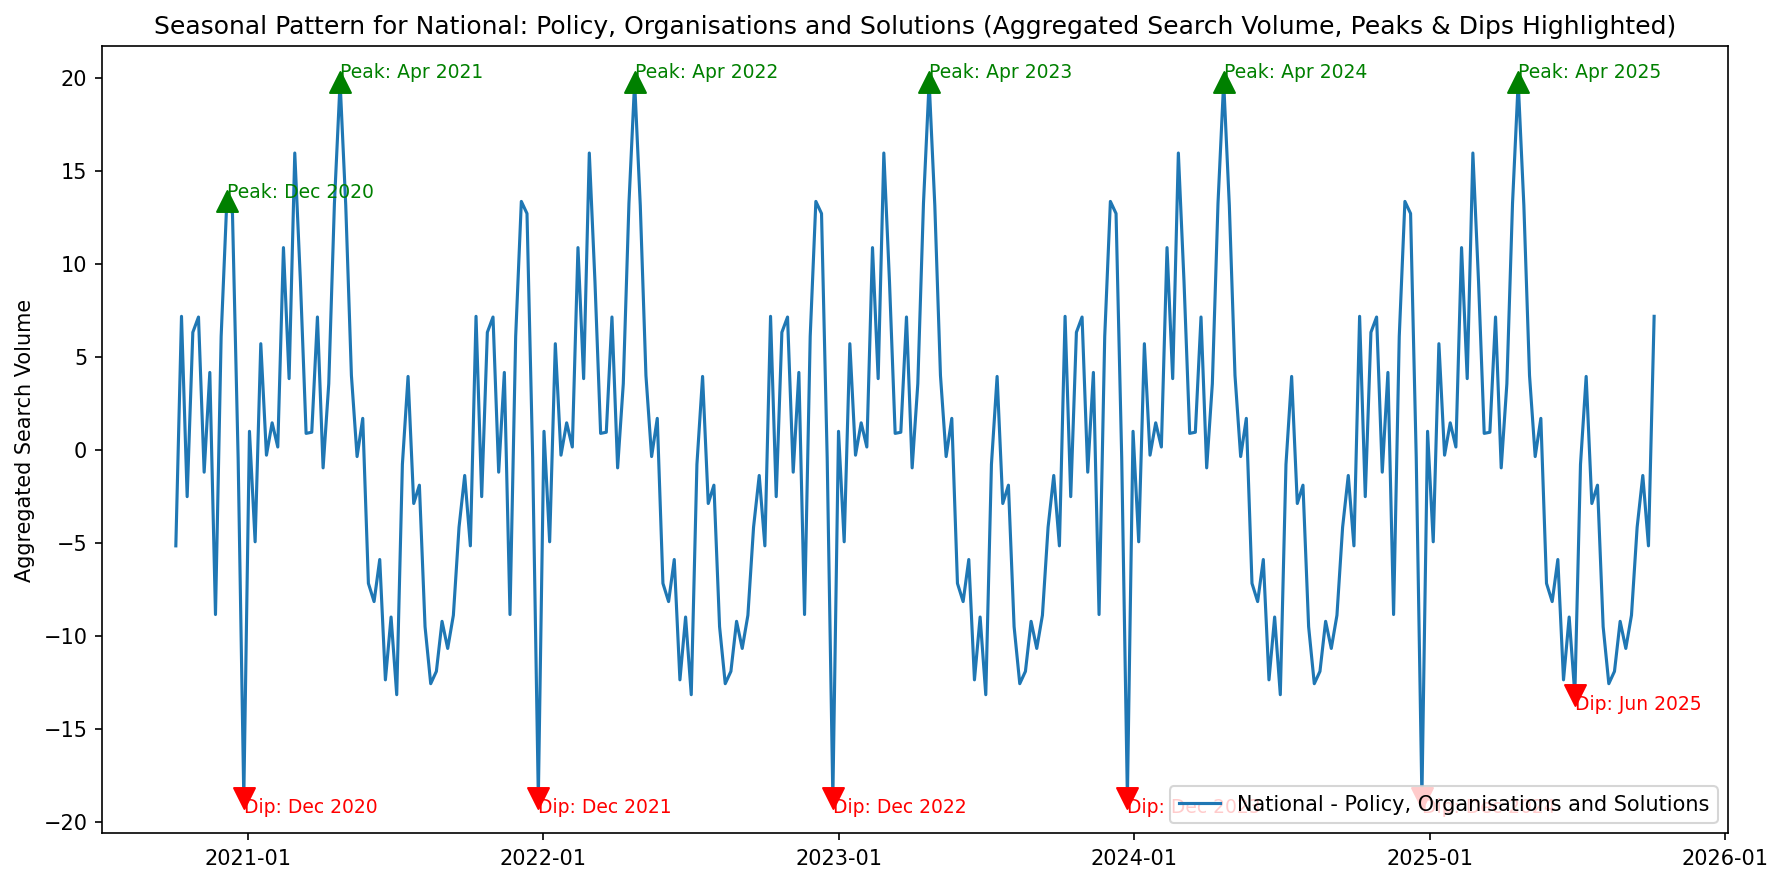 Seasonal Pattern for National: Policy, Organisations and Solutions (Aggregated Search Volume, Peaks & Dips Highlighted)
Aggregated Search Volume
20
15
10
5
0
−5
−10
−15
−20
Peak: Apr 2021
Peak: Apr 2022
Peak: Apr 2023
Peak: Apr 2024
Peak: Apr 2025
Peak: Dec 2020
Dip: Jun 2025
Dip: Dec 2020
Dip: Dec 2021
Dip: Dec 2022
Dip: Dec
National - Policy, Organisations and Solutions
2021-01
2022-01
2023-01
2024-01
2025-01
2026-01